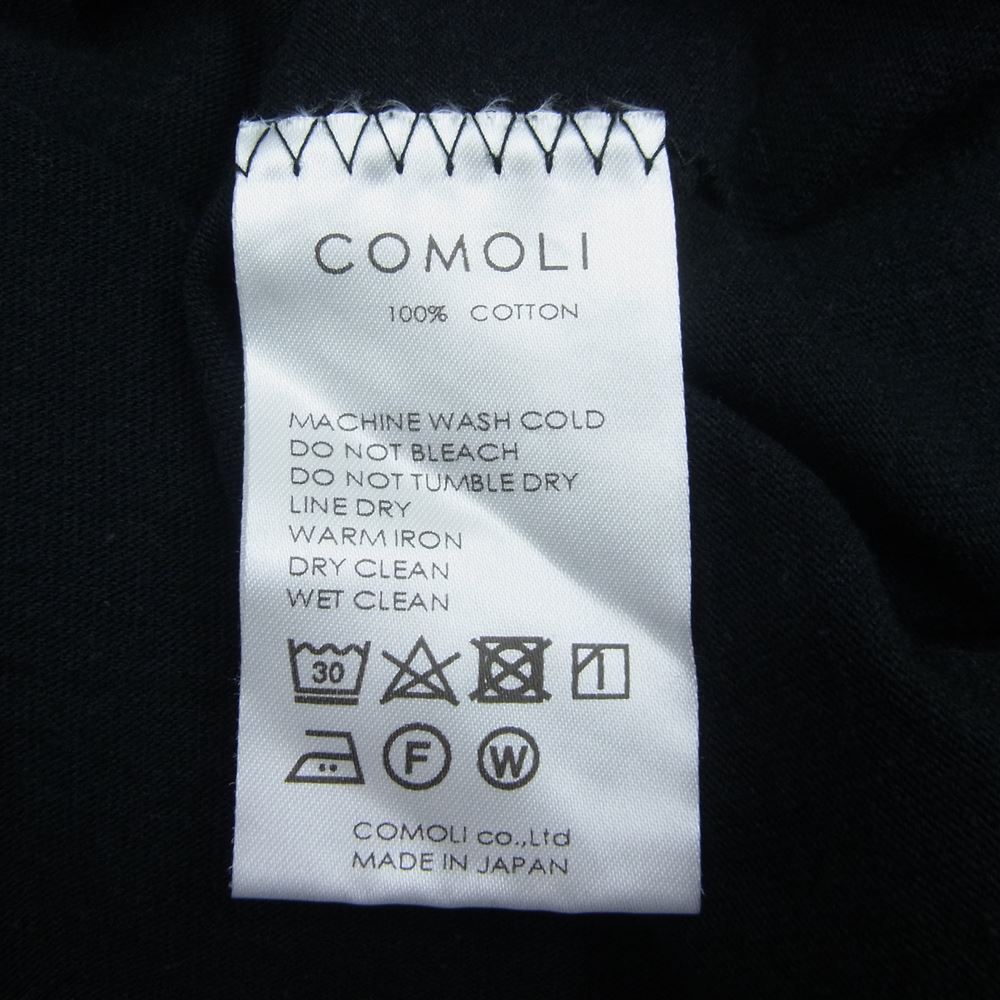 COMOLI
100% COTTON
MACHINE WASH COLD
DO NOT BLEACH
DO NOT TUMBLE DRY
LINE DRY
WARM IRON
DRY CLEAN
WET CLEAN
30
F W
COMOLI co.,Ltd
MADE IN JAPAN